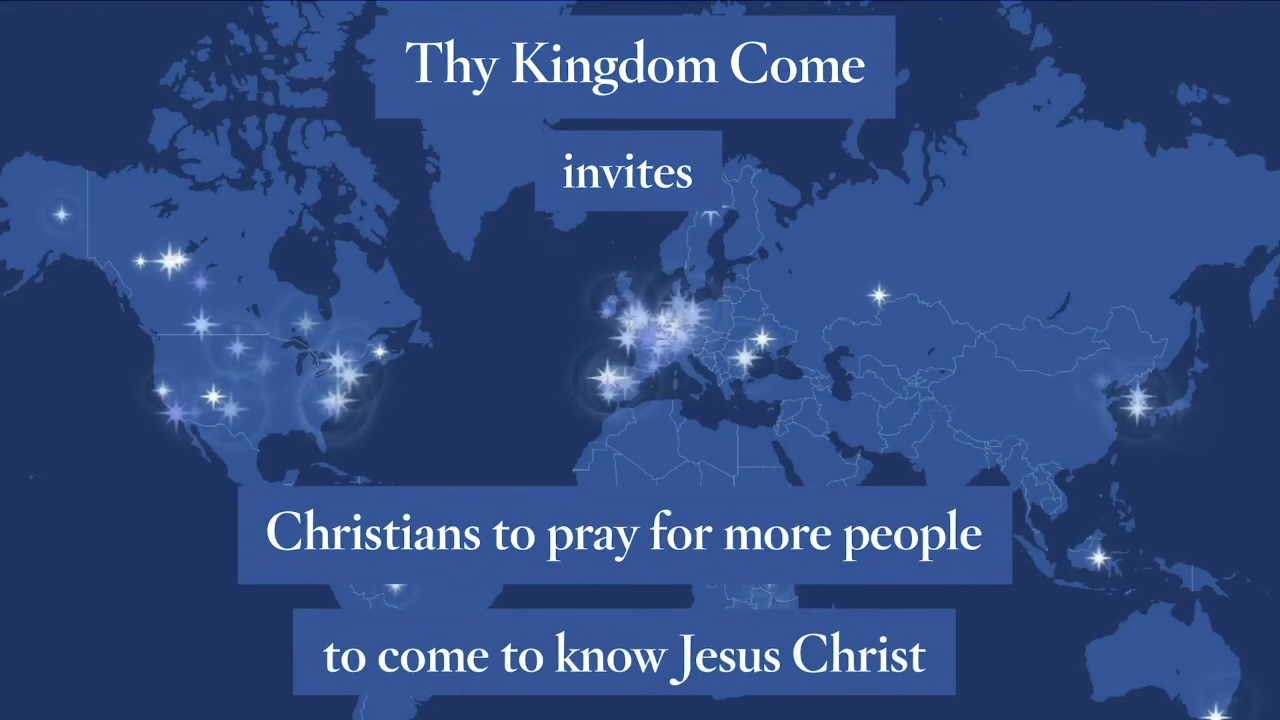 Thy Kingdom Come
invites
Christians to pray for more people
to come to know Jesus Christ